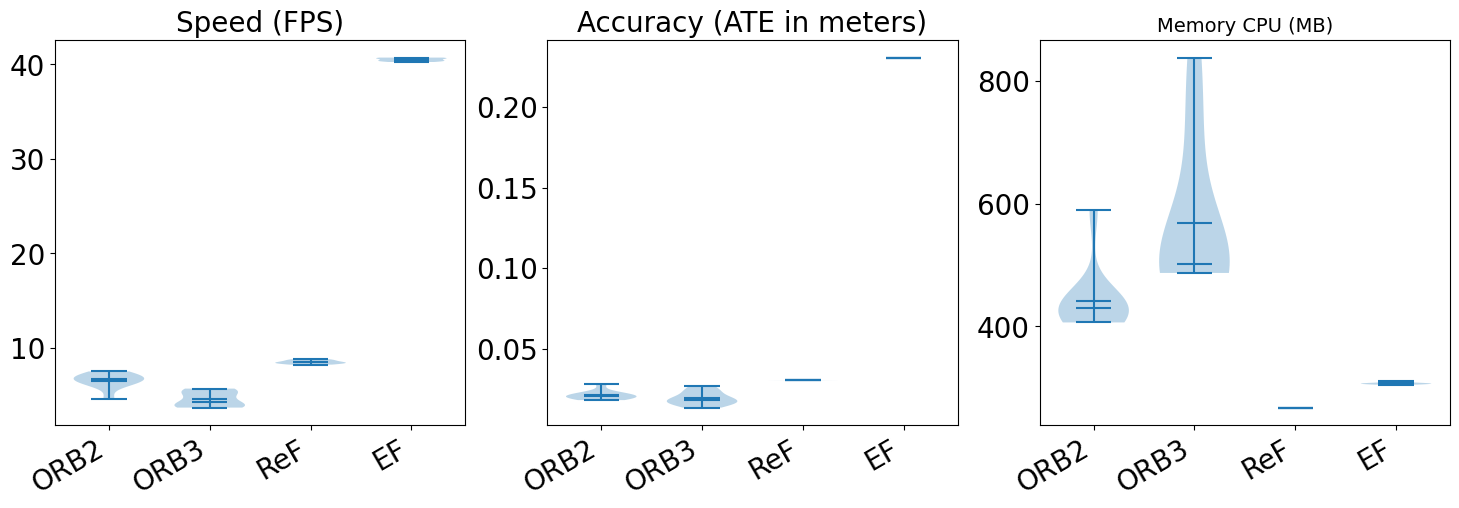 Speed (FPS)
40
30
20
10
ORB2
ORB3
ReF
EF
Accuracy (ATE in meters)
0.20
0.15
0.10
0.05
ORB2
ORB3
ReF
EF
Memory CPU (MB)
800
600
400
ORB2
ORB3
ReF
EF